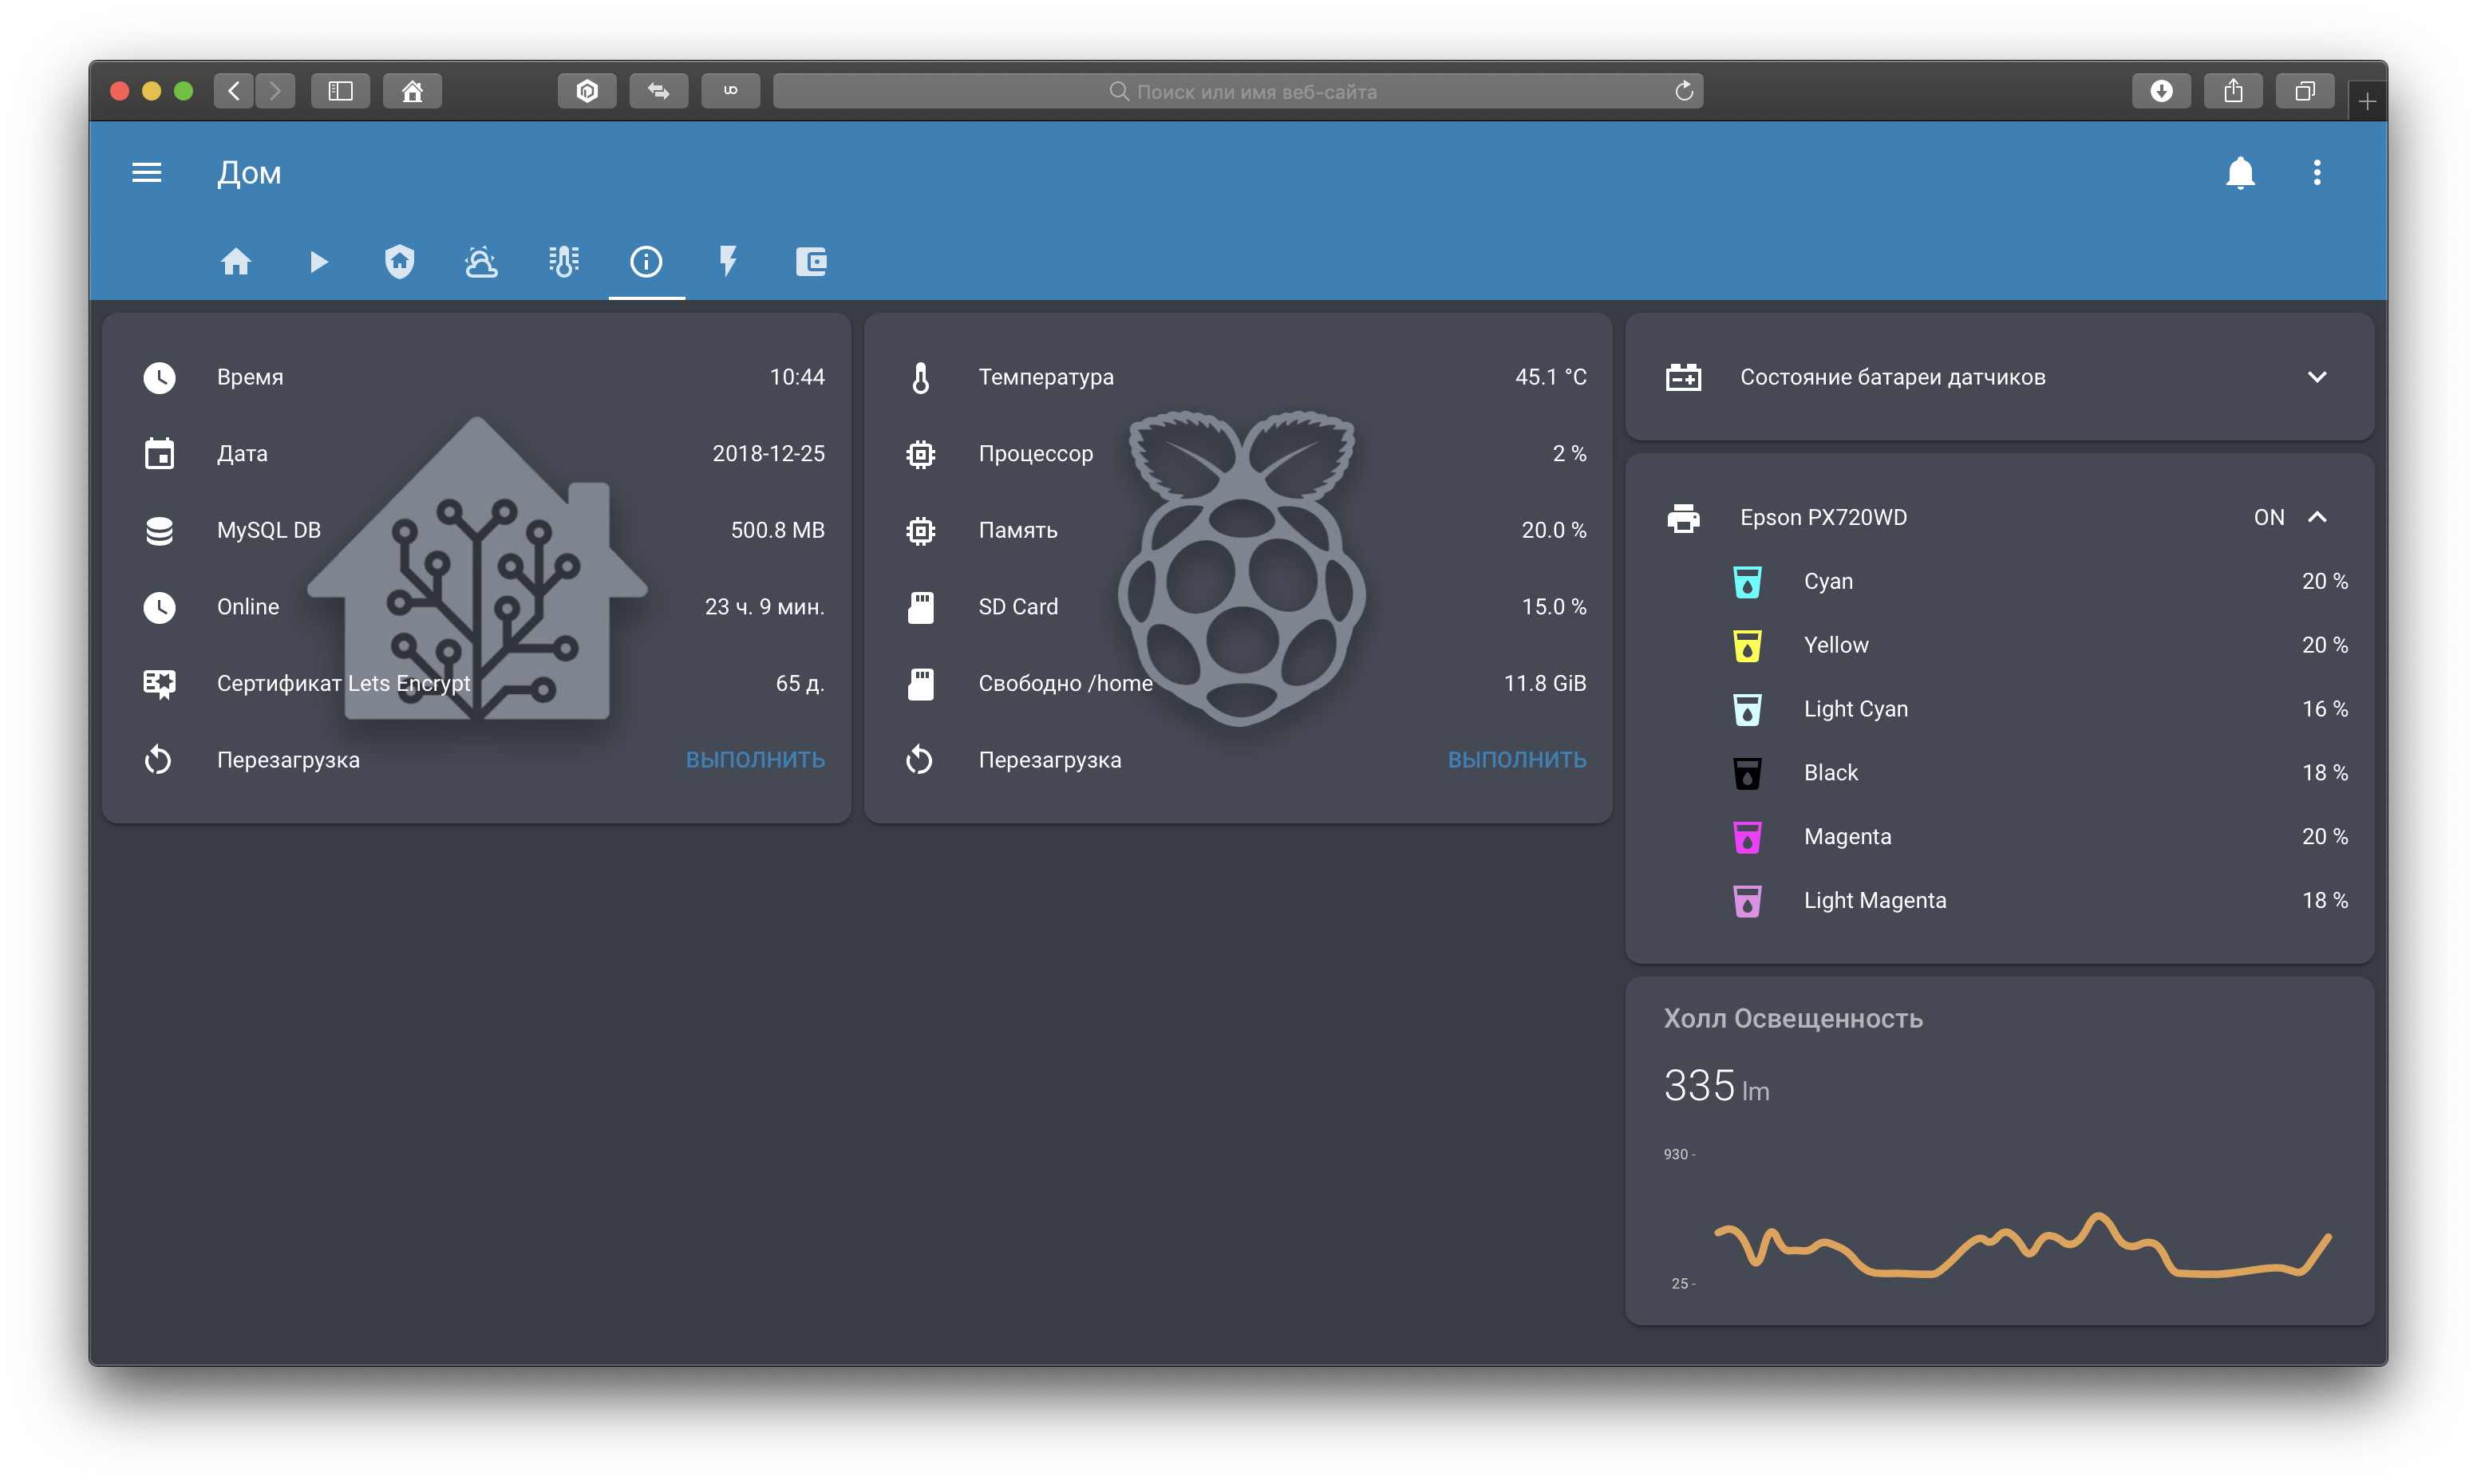 Поиск или имя веб-сайта
Дом
Время 10:44
Дата 2018-12-25
MySQL DB 500.8 MB
Online 23 ч. 9 мин.
Сертификат Lets Encrypt 65 д.
Перезагрузка ВЫПОЛНИТЬ
Температура 45.1 °C
Процессор 2 %
Память 20.0 %
SD Card 15.0 %
Свободно /home 11.8 GiB
Перезагрузка ВЫПОЛНИТЬ
Состояние батареи датчиков
Epson PX720WD ON
Cyan 20 %
Yellow 20 %
Light Cyan 16 %
Black 18 %
Magenta 20 %
Light Magenta 18 %
Холл Освещенность
335 lm
930 -
25 -